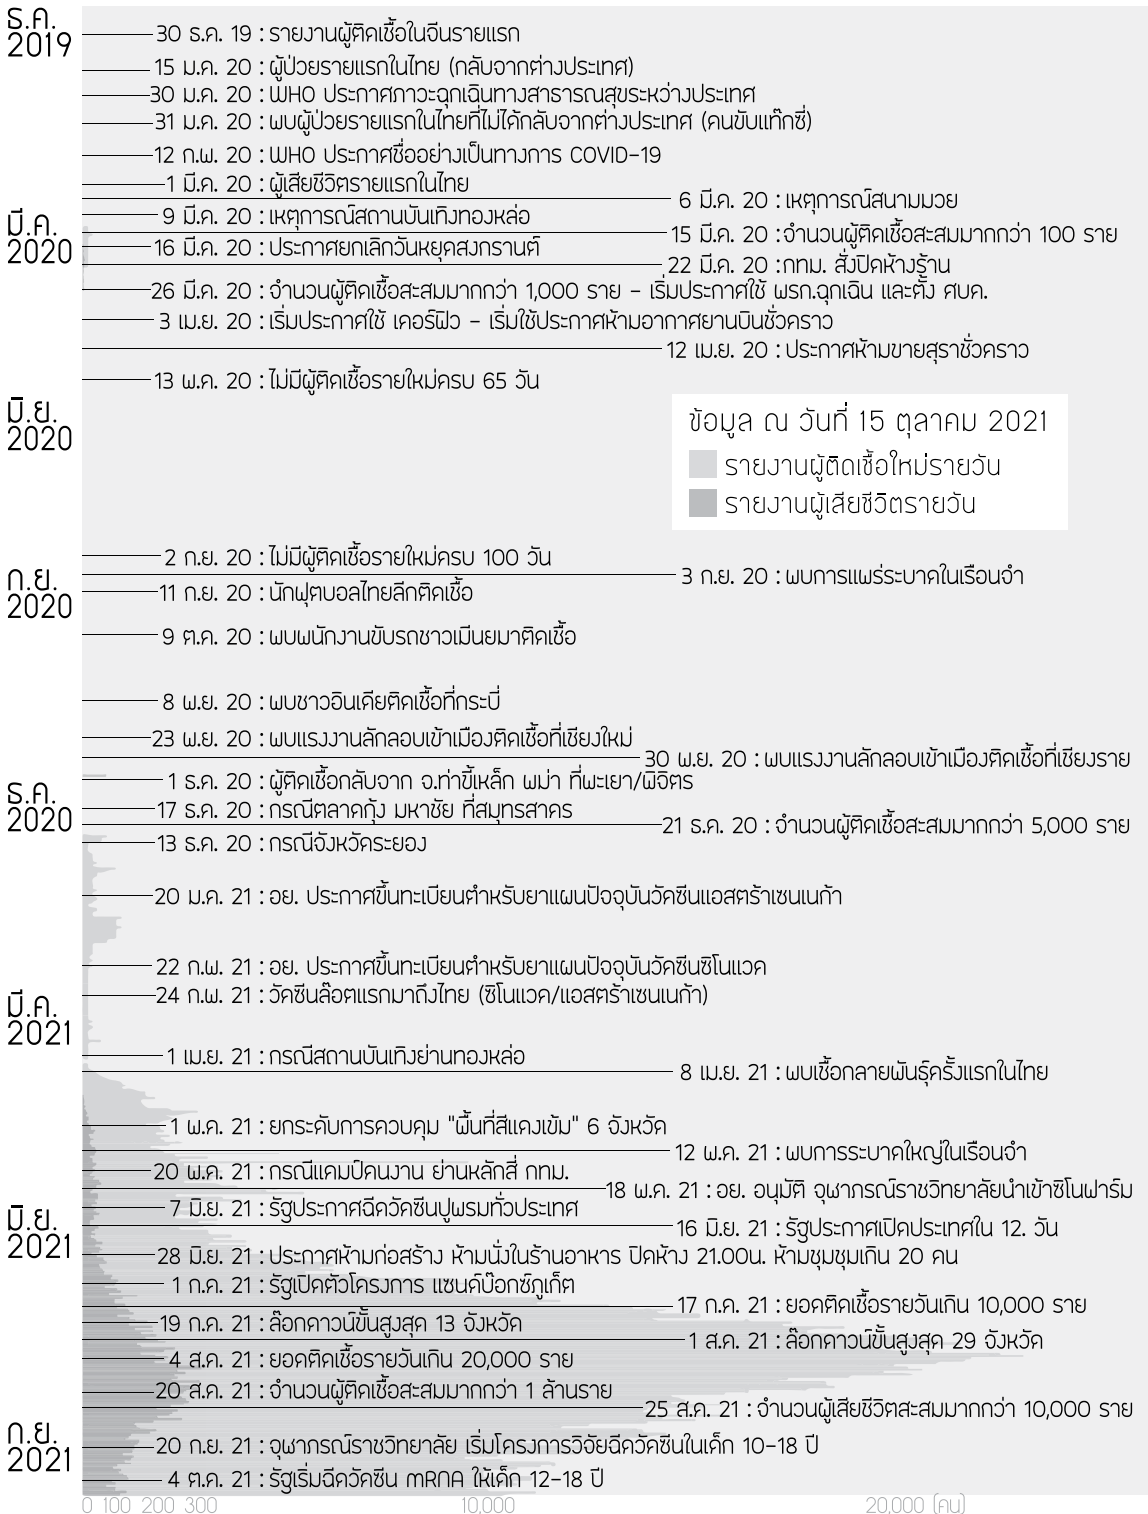 ธ.ค.
2019
30 ธ.ค. 19 : รายงานผู้ติดเชื้อในจีนรายแรก
15 ม.ค. 20 : ผู้ป่วยรายแรกในไทย (กลับจากต่างประเทศ)
30 ม.ค. 20 : WHO ประกาศภาวะฉุกเฉินทางสาธารณสุขระหว่างประเทศ
31 ม.ค. 20 : พบผู้ป่วยรายแรกในไทยที่ไม่ได้กลับจากต่างประเทศ (คนขับแท๊กซี่)
12 ก.พ. 20 : WHO ประกาศชื่ออย่างเป็นทางการ COVID-19
1 มี.ค. 20 : ผู้เสียชีวิตรายแรกในไทย
6 มี.ค. 20 : เหตุการณ์สนามมวย
มี.ค.
2020
9 มี.ค. 20 : เหตุการณ์สถานบันเทิงทองหล่อ
15 มี.ค. 20 : จำนวนผู้ติดเชื้อสะสมมากกว่า 100 ราย
16 มี.ค. 20 : ประกาศยกเลิกวันหยุดสงกรานต์
22 มี.ค. 20 : กทม. สั่งปิดห้างร้าน
26 มี.ค. 20 : จำนวนผู้ติดเชื้อสะสมมากกว่า 1,000 ราย - เริ่มประกาศใช้ พรก.ฉุกเฉิน และตั้ง ศบค.
3 เม.ย. 20 : เริ่มประกาศใช้ เคอร์ฟิว - เริ่มใช้ประกาศห้ามอากาศยานบินชั่วคราว
12 เม.ย. 20 : ประกาศห้ามขายสุราชั่วคราว
13 พ.ค. 20 : ไม่มีผู้ติดเชื้อรายใหม่ครบ 65 วัน
มิ.ย.
2020
ข้อมูล ณ วันที่ 15 ตุลาคม 2021
รายงานผู้ติดเชื้อใหม่รายวัน
รายงานผู้เสียชีวิตรายวัน
2 ก.ย. 20 : ไม่มีผู้ติดเชื้อรายใหม่ครบ 100 วัน
3 ก.ย. 20 : พบการแพร่ระบาดในเรือนจำ
ก.ย.
2020
11 ก.ย. 20 : นักฟุตบอลไทยลีกติดเชื้อ
9 ต.ค. 20 : พบพนักงานขับรถชาวเมียนมาติดเชื้อ
8 พ.ย. 20 : พบชาวอินเดียติดเชื้อที่กระบี่
23 พ.ย. 20 : พบแรงงานลักลอบเข้าเมืองติดเชื้อที่เชียงใหม่
30 พ.ย. 20 : พบแรงงานลักลอบเข้าเมืองติดเชื้อที่เชียงราย
1 ธ.ค. 20 : ผู้ติดเชื้อกลับจาก จ.ท่าขี้เหล็ก พม่า ที่พะเยา/พิจิตร
ธ.ค.
2020
17 ธ.ค. 20 : กรณีตลาดกุ้ง มหาชัย ที่สมุทรสาคร
21 ธ.ค. 20 : จำนวนผู้ติดเชื้อสะสมมากกว่า 5,000 ราย
13 ธ.ค. 20 : กรณีจังหวัดระยอง
20 ม.ค. 21 : อย. ประกาศขึ้นทะเบียนตำหรับยาแผนปัจจุบันวัคซีนแอสตร้าเซนเนก้า
22 ก.พ. 21 : อย. ประกาศขึ้นทะเบียนตำหรับยาแผนปัจจุบันวัคซีนซิโนแวค
24 ก.พ. 21 : วัคซีนล๊อตแรกมาถึงไทย (ซิโนแวค/แอสตร้าเซนเนก้า)
มี.ค.
2021
1 เม.ย. 21 : กรณีสถานบันเทิงย่านทองหล่อ
8 เม.ย. 21 : พบเชื้อกลายพันธุ์ครั้งแรกในไทย
1 พ.ค. 21 : ยกระดับการควบคุม "พื้นที่สีแดงเข้ม" 6 จังหวัด
12 พ.ค. 21 : พบการระบาดใหญ่ในเรือนจำ
20 พ.ค. 21 : กรณีแคมป์คนงาน ย่านหลักสี่ กทม.
18 พ.ค. 21 : อย. อนุมัติ จุฬาภรณ์ราชวิทยาลัยนำเข้าซิโนฟาร์ม
มิ.ย.
2021
7 มิ.ย. 21 : รัฐประกาศฉีดวัคซีนปูพรมทั่วประเทศ
16 มิ.ย. 21 : รัฐประกาศเปิดประเทศใน 12. วัน
28 มิ.ย. 21 : ประกาศห้ามก่อสร้าง ห้ามนั่งในร้านอาหาร ปิดห้าง 21.00น. ห้ามชุมชุมเกิน 20 คน
1 ก.ค. 21 : รัฐเปิดตัวโครงการ แซนด์บ๊อกซ์ภูเก็ต
17 ก.ค. 21 : ยอดติดเชื้อรายวันเกิน 10,000 ราย
19 ก.ค. 21 : ล๊อกดาวน์ขั้นสูงสุด 13 จังหวัด
1 ส.ค. 21 : ล๊อกดาวน์ขั้นสูงสุด 29 จังหวัด
4 ส.ค. 21 : ยอดติดเชื้อรายวันเกิน 20,000 ราย
20 ส.ค. 21 : จำนวนผู้ติดเชื้อสะสมมากกว่า 1 ล้านราย
25 ส.ค. 21 : จำนวนผู้เสียชีวิตสะสมมากกว่า 10,000 ราย
ก.ย.
2021
20 ก.ย. 21 : จุฬาภรณ์ราชวิทยาลัย เริ่มโครงการวิจัยฉีดวัคซีนในเด็ก 10-18 ปี
4 ต.ค. 21 : รัฐเริ่มฉีดวัคซีน mRNA ให้เด็ก 12-18 ปี
0 100 200 300 10,000 20,000 (คน)